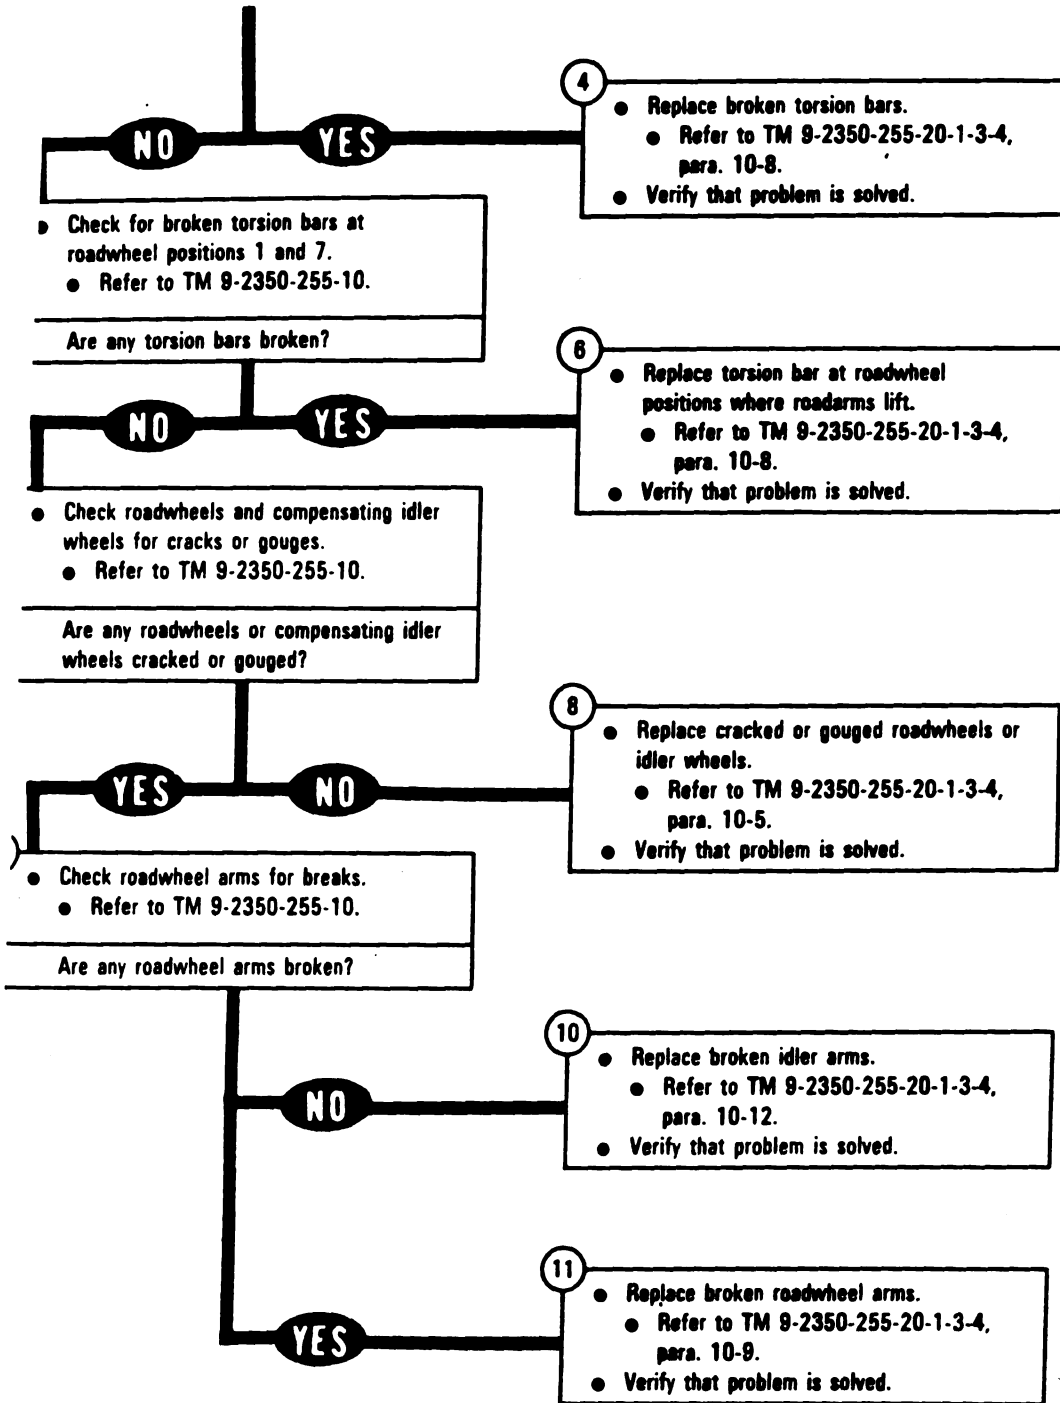 4
NO
YES
● Replace broken torsion bars.
● Refer to TM 9-2350-255-20-1-3-4,
para. 10-8.
● Verify that problem is solved.
● Check for broken torsion bars at
roadwheel positions 1 and 7.
● Refer to TM 9-2350-255-10.
Are any torsion bars broken?
6
NO
YES
● Replace torsion bar at roadwheel
positions where roadarms lift.
● Refer to TM 9-2350-255-20-1-3-4,
para. 10-8.
● Verify that problem is solved.
● Check roadwheels and compensating idler
wheels for cracks or gouges.
● Refer to TM 9-2350-255-10.
Are any roadwheels or compensating idler
wheels cracked or gouged?
8
YES
NO
● Replace cracked or gouged roadwheels or
idler wheels.
● Refer to TM 9-2350-255-20-1-3-4,
para. 10-5.
● Verify that problem is solved.
● Check roadwheel arms for breaks.
● Refer to TM 9-2350-255-10.
Are any roadwheel arms broken?
10
NO
● Replace broken idler arms.
● Refer to TM 9-2350-255-20-1-3-4,
para. 10-12.
● Verify that problem is solved.
11
YES
● Replace broken roadwheel arms.
● Refer to TM 9-2350-255-20-1-3-4,
para. 10-9.
● Verify that problem is solved.